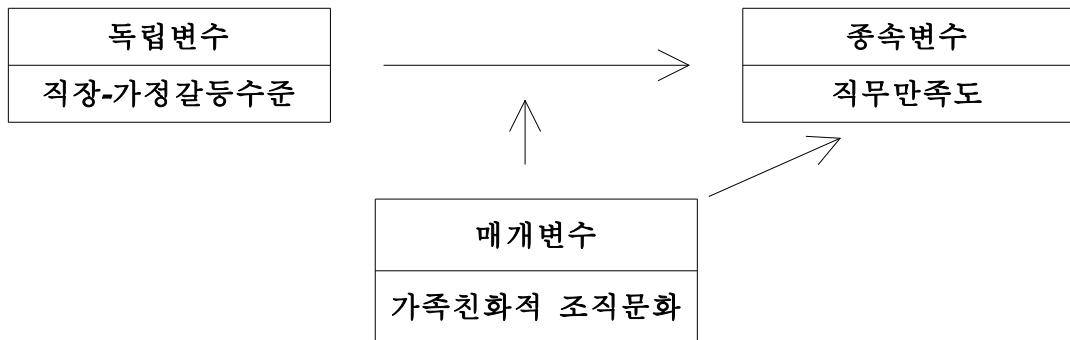 독립변수
직장-가정갈등수준
종속변수
직무만족도
매개변수
가족친화적 조직문화